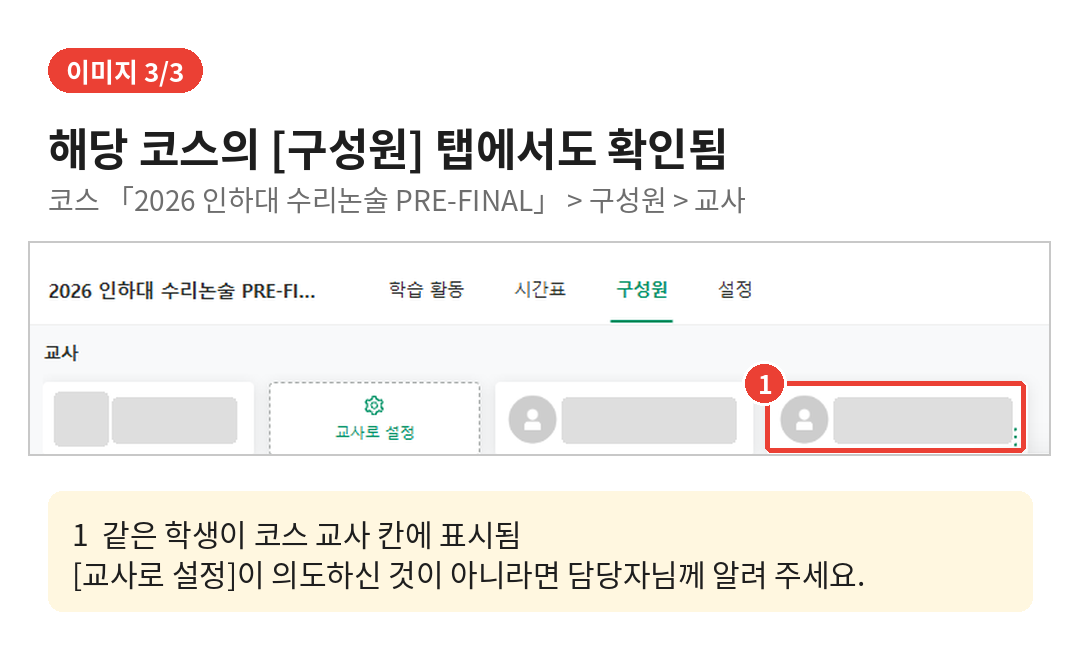 이미지 3/3
해당 코스의 [구성원] 탭에서도 확인됨
코스 「2026 인하대 수리논술 PRE-FINAL」 > 구성원 > 교사
2026 인하대 수리논술 PRE-FI... 학습 활동 시간표 구성원 설정
교사
1
교사로 설정
1 같은 학생이 코스 교사 칸에 표시됨
[교사로 설정]이 의도하신 것이 아니라면 담당자님께 알려 주세요.